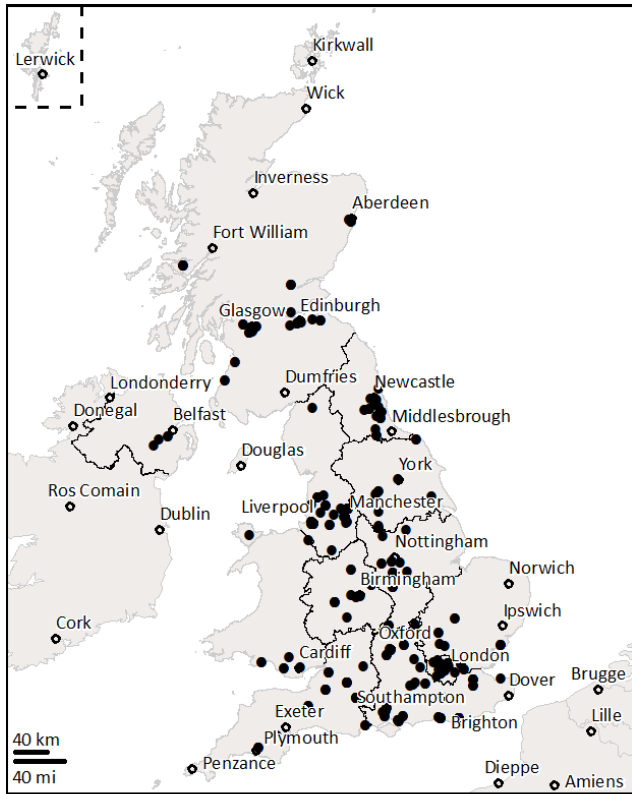 Kirkwall
Lerwick
Wick
Inverness
Aberdeen
Fort William
Glasgow
Edinburgh
Londonderry
Dumfries
Newcastle
Donegal
Belfast
Middlesbrough
Douglas
York
Ros Comain
Liverpool
Manchester
Dublin
Nottingham
Birmingham
Norwich
Cork
Oxford
Ipswich
Cardiff
London
Brugge
Southampton
Dover
Exeter
Brighton
Lille
40 km
Plymouth
40 mi
Penzance
Dieppe
Amiens